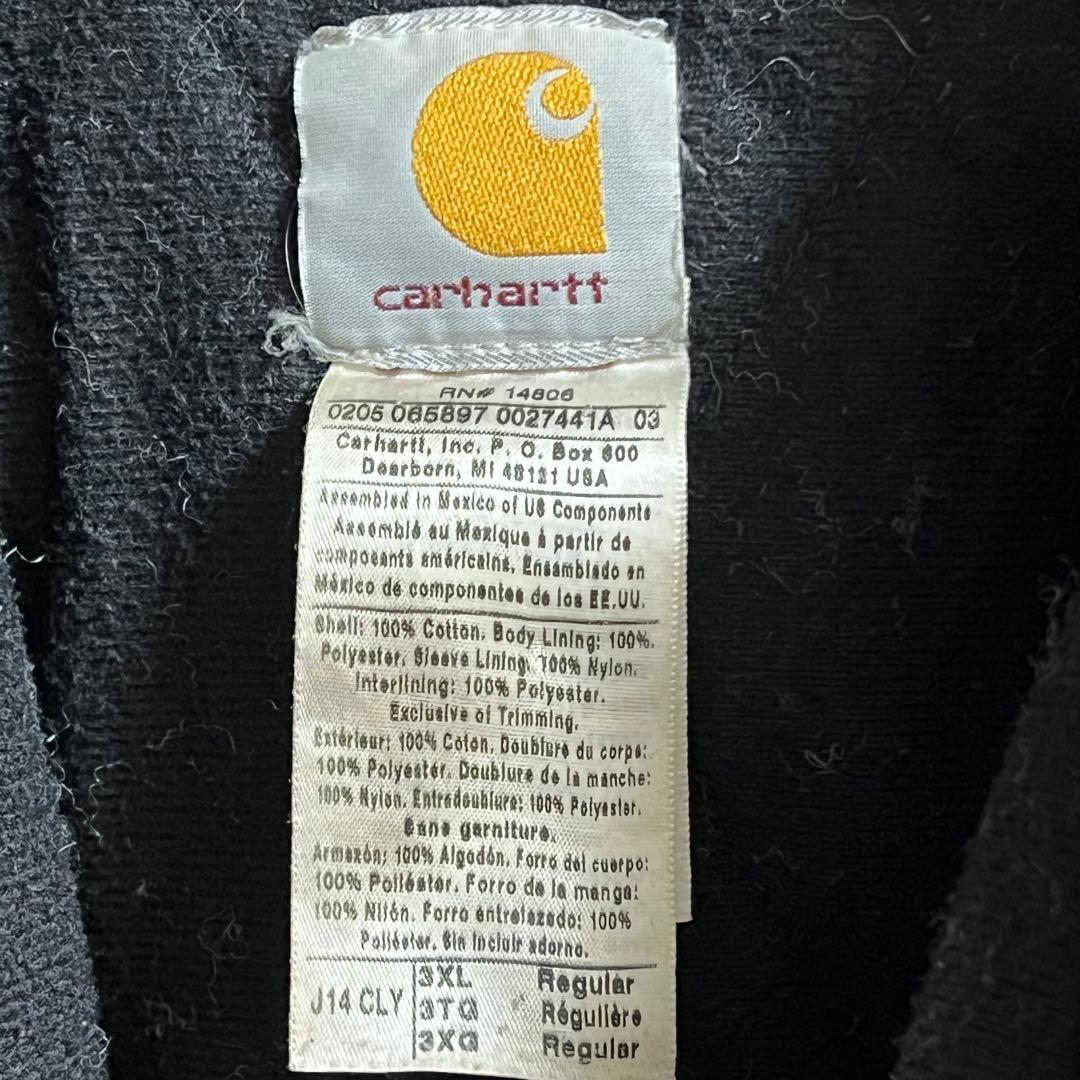 carhartt
RN# 14806
0205 065897 0027441A 03
Carhartt, Inc. P. O. Box 600
Dearborn, MI 48121 USA
Assembled in Mexico of US Components
Assemblé au Mexique à partir de
composants américains. Ensamblado en
México de componentes de los EE.UU.
Shell: 100% Cotton. Body Lining: 100%.
Polyester. Sleeve Lining: 100% Nylon.
Interlining: 100% Polyester.
Exclusive of Trimming.
Extérieur: 100% Coton, Doublure du corps:
100% Polyester. Doublure de la manche:
100% Nylon. Entredoublure: 100% Polyester.
Sans garniture.
Armazón: 100% Algodón. Forro del cuerpo:
100% Poliéster. Forro de la manga:
100% Nilón. Forro entrelazado: 100%
Poliéster. Sin incluir adorno.
J14 CLY 3XL Regular
3TG Régulière
3XG Regular